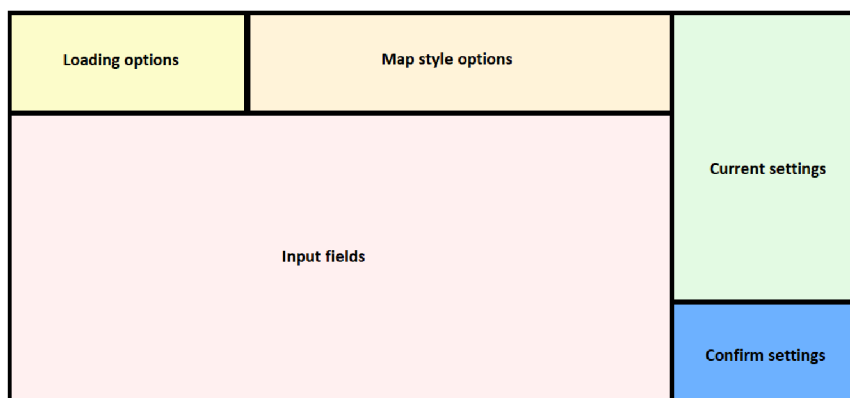 Loading options
Map style options
Current settings
Input fields
Confirm settings